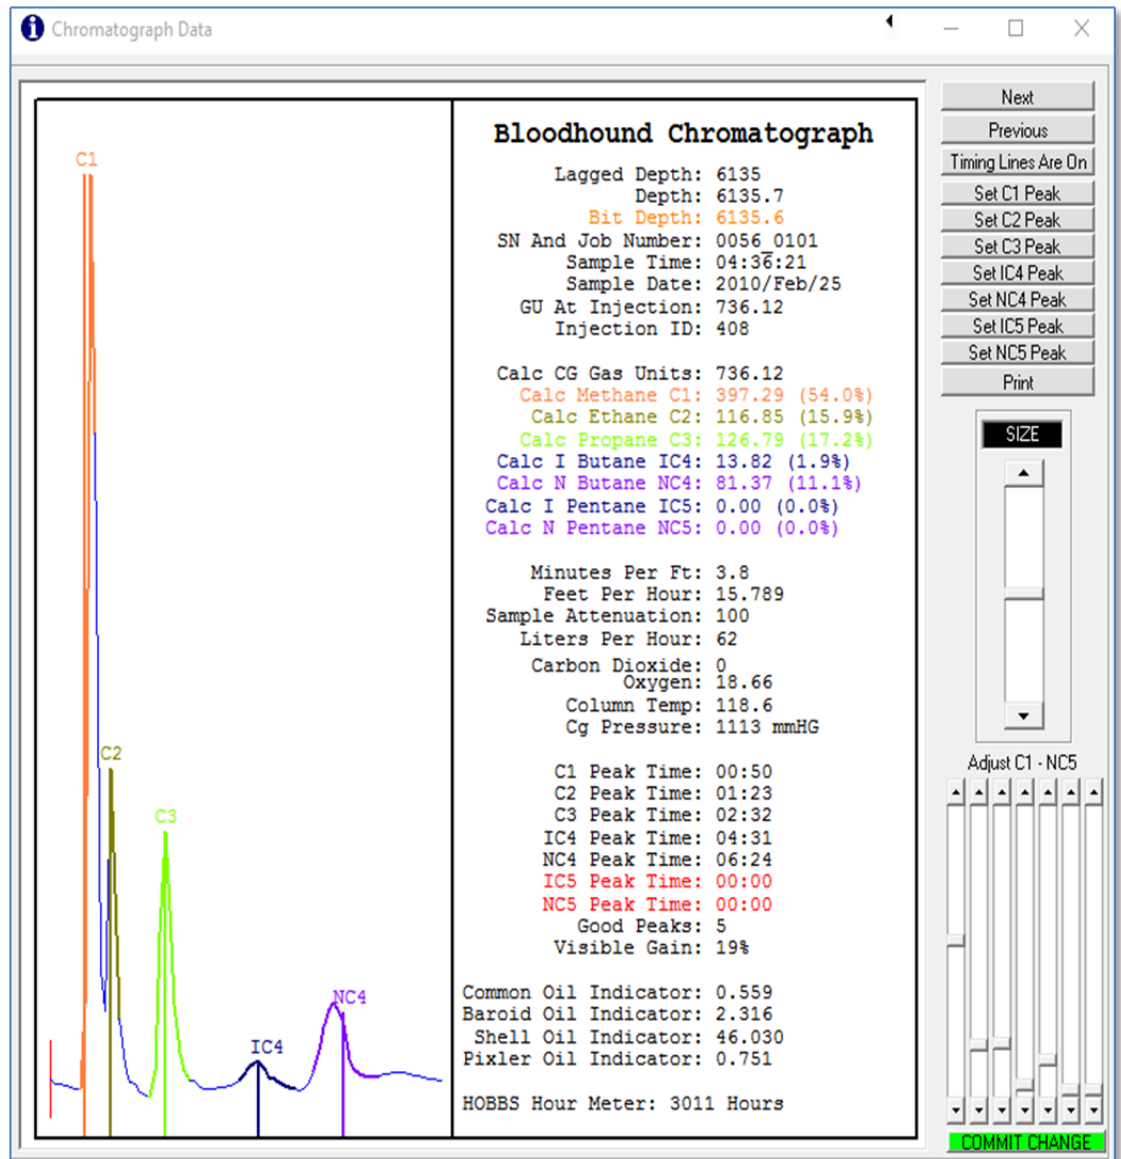 Chromatograph Data
C1
C2
C3
IC4
NC4
Bloodhound Chromatograph
Lagged Depth: 6135
Depth: 6135.7
Bit Depth: 6135.6
SN And Job Number: 0056_0101
Sample Time: 04:36:21
Sample Date: 2010/Feb/25
GU At Injection: 736.12
Injection ID: 408
Calc CG Gas Units: 736.12
Calc Methane C1: 397.29 (54.0%)
Calc Ethane C2: 116.85 (15.9%)
Calc Propane C3: 126.79 (17.2%)
Calc I Butane IC4: 13.82 (1.9%)
Calc N Butane NC4: 81.37 (11.1%)
Calc I Pentane IC5: 0.00 (0.0%)
Calc N Pentane NC5: 0.00 (0.0%)
Minutes Per Ft: 3.8
Feet Per Hour: 15.789
Sample Attenuation: 100
Liters Per Hour: 62
Carbon Dioxide: 0
Oxygen: 18.66
Column Temp: 118.6
Cg Pressure: 1113 mmHG
C1 Peak Time: 00:50
C2 Peak Time: 01:23
C3 Peak Time: 02:32
IC4 Peak Time: 04:31
NC4 Peak Time: 06:24
IC5 Peak Time: 00:00
NC5 Peak Time: 00:00
Good Peaks: 5
Visible Gain: 19%
Common Oil Indicator: 0.559
Baroid Oil Indicator: 2.316
Shell Oil Indicator: 46.030
Pixler Oil Indicator: 0.751
HOBBS Hour Meter: 3011 Hours
Next
Previous
Timing Lines Are On
Set C1 Peak
Set C2 Peak
Set C3 Peak
Set IC4 Peak
Set NC4 Peak
Set IC5 Peak
Set NC5 Peak
Print
SIZE
Adjust C1 - NC5
COMMIT CHANGE